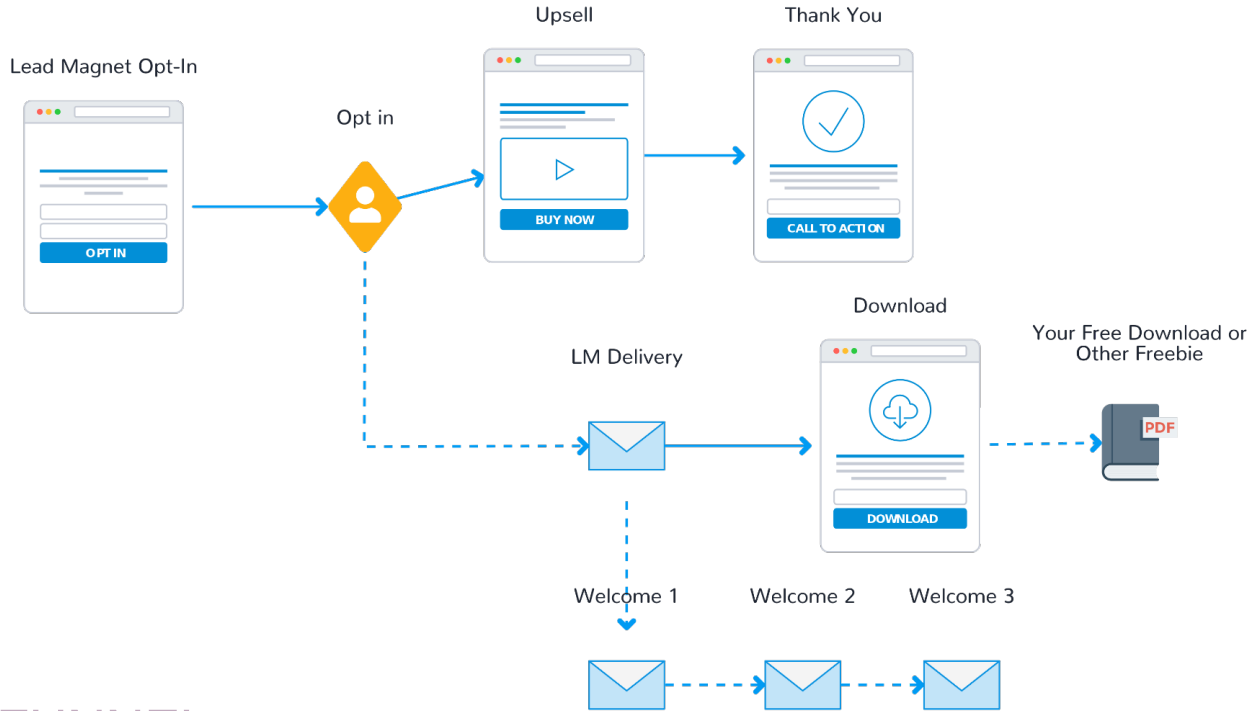 Upsell
Thank You
Lead Magnet Opt-In
Opt in
BUY NOW
CALL TO ACTION
OPT IN
Download
Your Free Download or
Other Freebie
LM Delivery
PDF
DOWNLOAD
Welcome 1
Welcome 2
Welcome 3